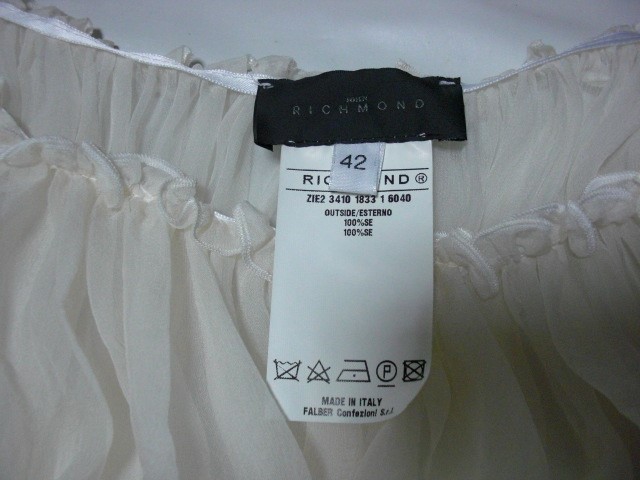 RICHMOND
42
RICHMOND®
ZIE2 3410 1833 1 6040
OUTSIDE/ESTERNO
100%SE
100%SE
P
MADE IN ITALY
FALBER Confezioni S.r.l